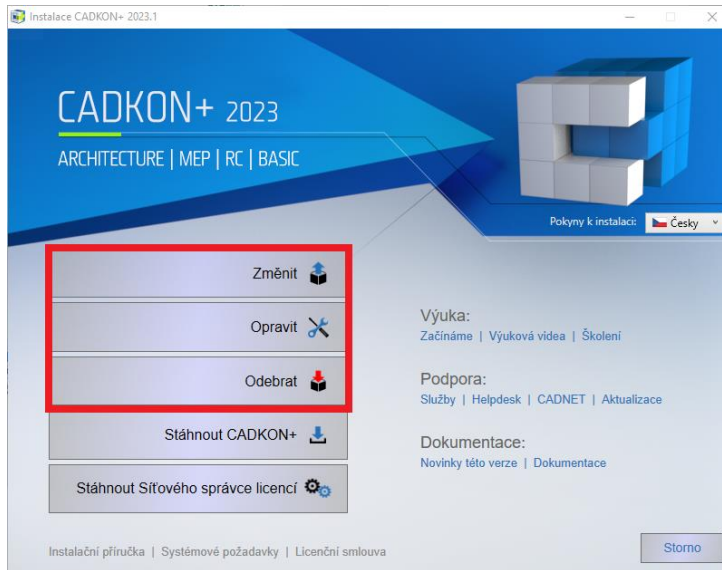 Instalace CADKON+ 2023.1
CADKON+ 2023
ARCHITECTURE | MEP | RC | BASIC
Pokyny k instalaci:
Česky
Změnit
Opravit
Odebrat
Stáhnout CADKON+
Stáhnout Síťového správce licencí
Výuka:
Začínáme | Výuková videa | Školení
Podpora:
Služby | Helpdesk | CADNET | Aktualizace
Dokumentace:
Novinky této verze | Dokumentace
Instalační příručka | Systémové požadavky | Licenční smlouva
Storno